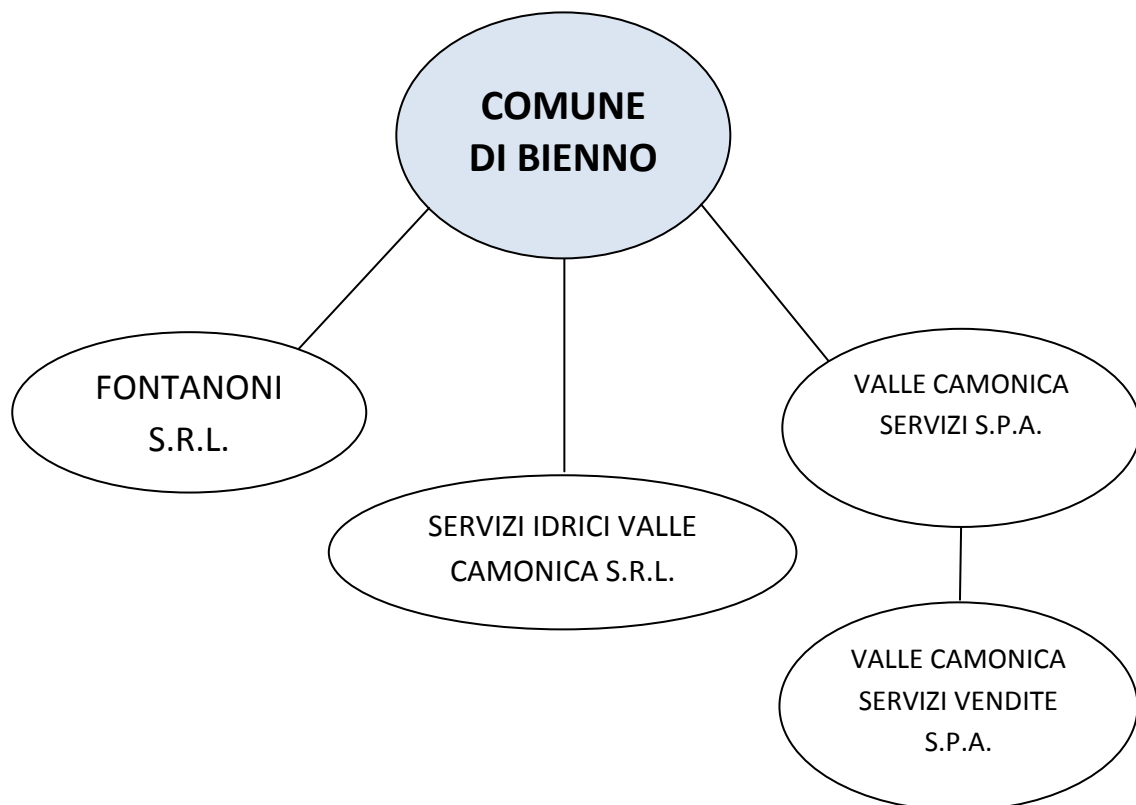 COMUNE
DI BIENNO
FONTANONI
S.R.L.
SERVIZI IDRICI VALLE
CAMONICA S.R.L.
VALLE CAMONICA
SERVIZI S.P.A.
VALLE CAMONICA
SERVIZI VENDITE
S.P.A.